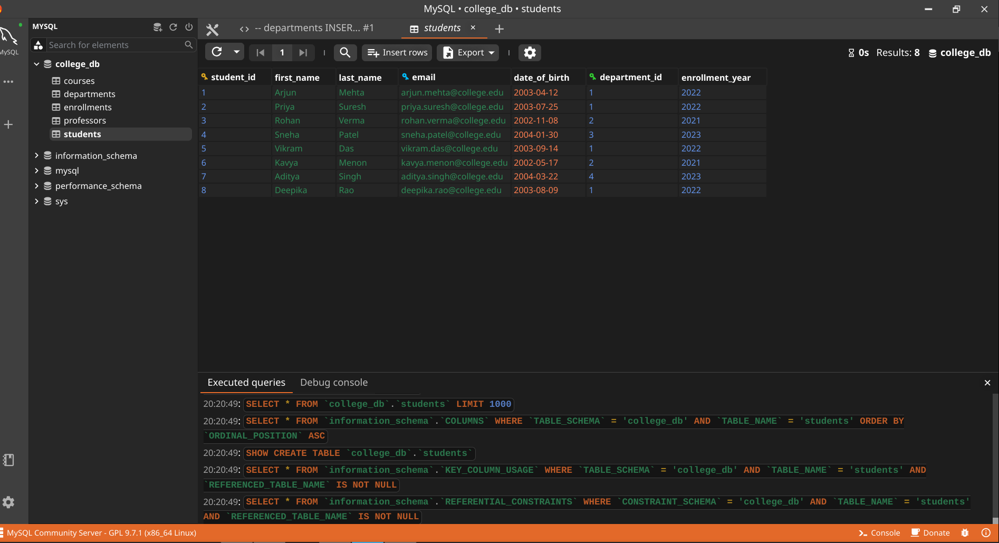 MySQL • college_db • students
MySQL
MYSQL
Search for elements
college_db
courses
departments
enrollments
professors
students
information_schema
mysql
performance_schema
sys
-- departments INSER... #1
students
1
Insert rows
Export
0s Results: 8 college_db
student_id first_name last_name email date_of_birth department_id enrollment_year
1 Arjun Mehta arjun.mehta@college.edu 2003-04-12 1 2022
2 Priya Suresh priya.suresh@college.edu 2003-07-25 1 2022
3 Rohan Verma rohan.verma@college.edu 2002-11-08 2 2021
4 Sneha Patel sneha.patel@college.edu 2004-01-30 3 2023
5 Vikram Das vikram.das@college.edu 2003-09-14 1 2022
6 Kavya Menon kavya.menon@college.edu 2002-05-17 2 2021
7 Aditya Singh aditya.singh@college.edu 2004-03-22 4 2023
8 Deepika Rao deepika.rao@college.edu 2003-08-09 1 2022
Executed queries Debug console
20:20:49: SELECT * FROM `college_db`.`students` LIMIT 1000
20:20:49: SELECT * FROM `information_schema`.`COLUMNS` WHERE `TABLE_SCHEMA` = 'college_db' AND `TABLE_NAME` = 'students' ORDER BY
`ORDINAL_POSITION` ASC
20:20:49: SHOW CREATE TABLE `college_db`.`students`
20:20:49: SELECT * FROM `information_schema`.`KEY_COLUMN_USAGE` WHERE `TABLE_SCHEMA` = 'college_db' AND `TABLE_NAME` = 'students' AND
`REFERENCED_TABLE_NAME` IS NOT NULL
20:20:49: SELECT * FROM `information_schema`.`REFERENTIAL_CONSTRAINTS` WHERE `CONSTRAINT_SCHEMA` = 'college_db' AND `TABLE_NAME` = 'students'
AND `REFERENCED_TABLE_NAME` IS NOT NULL
MySQL Community Server - GPL 9.7.1 (x86_64 Linux)
Console Donate